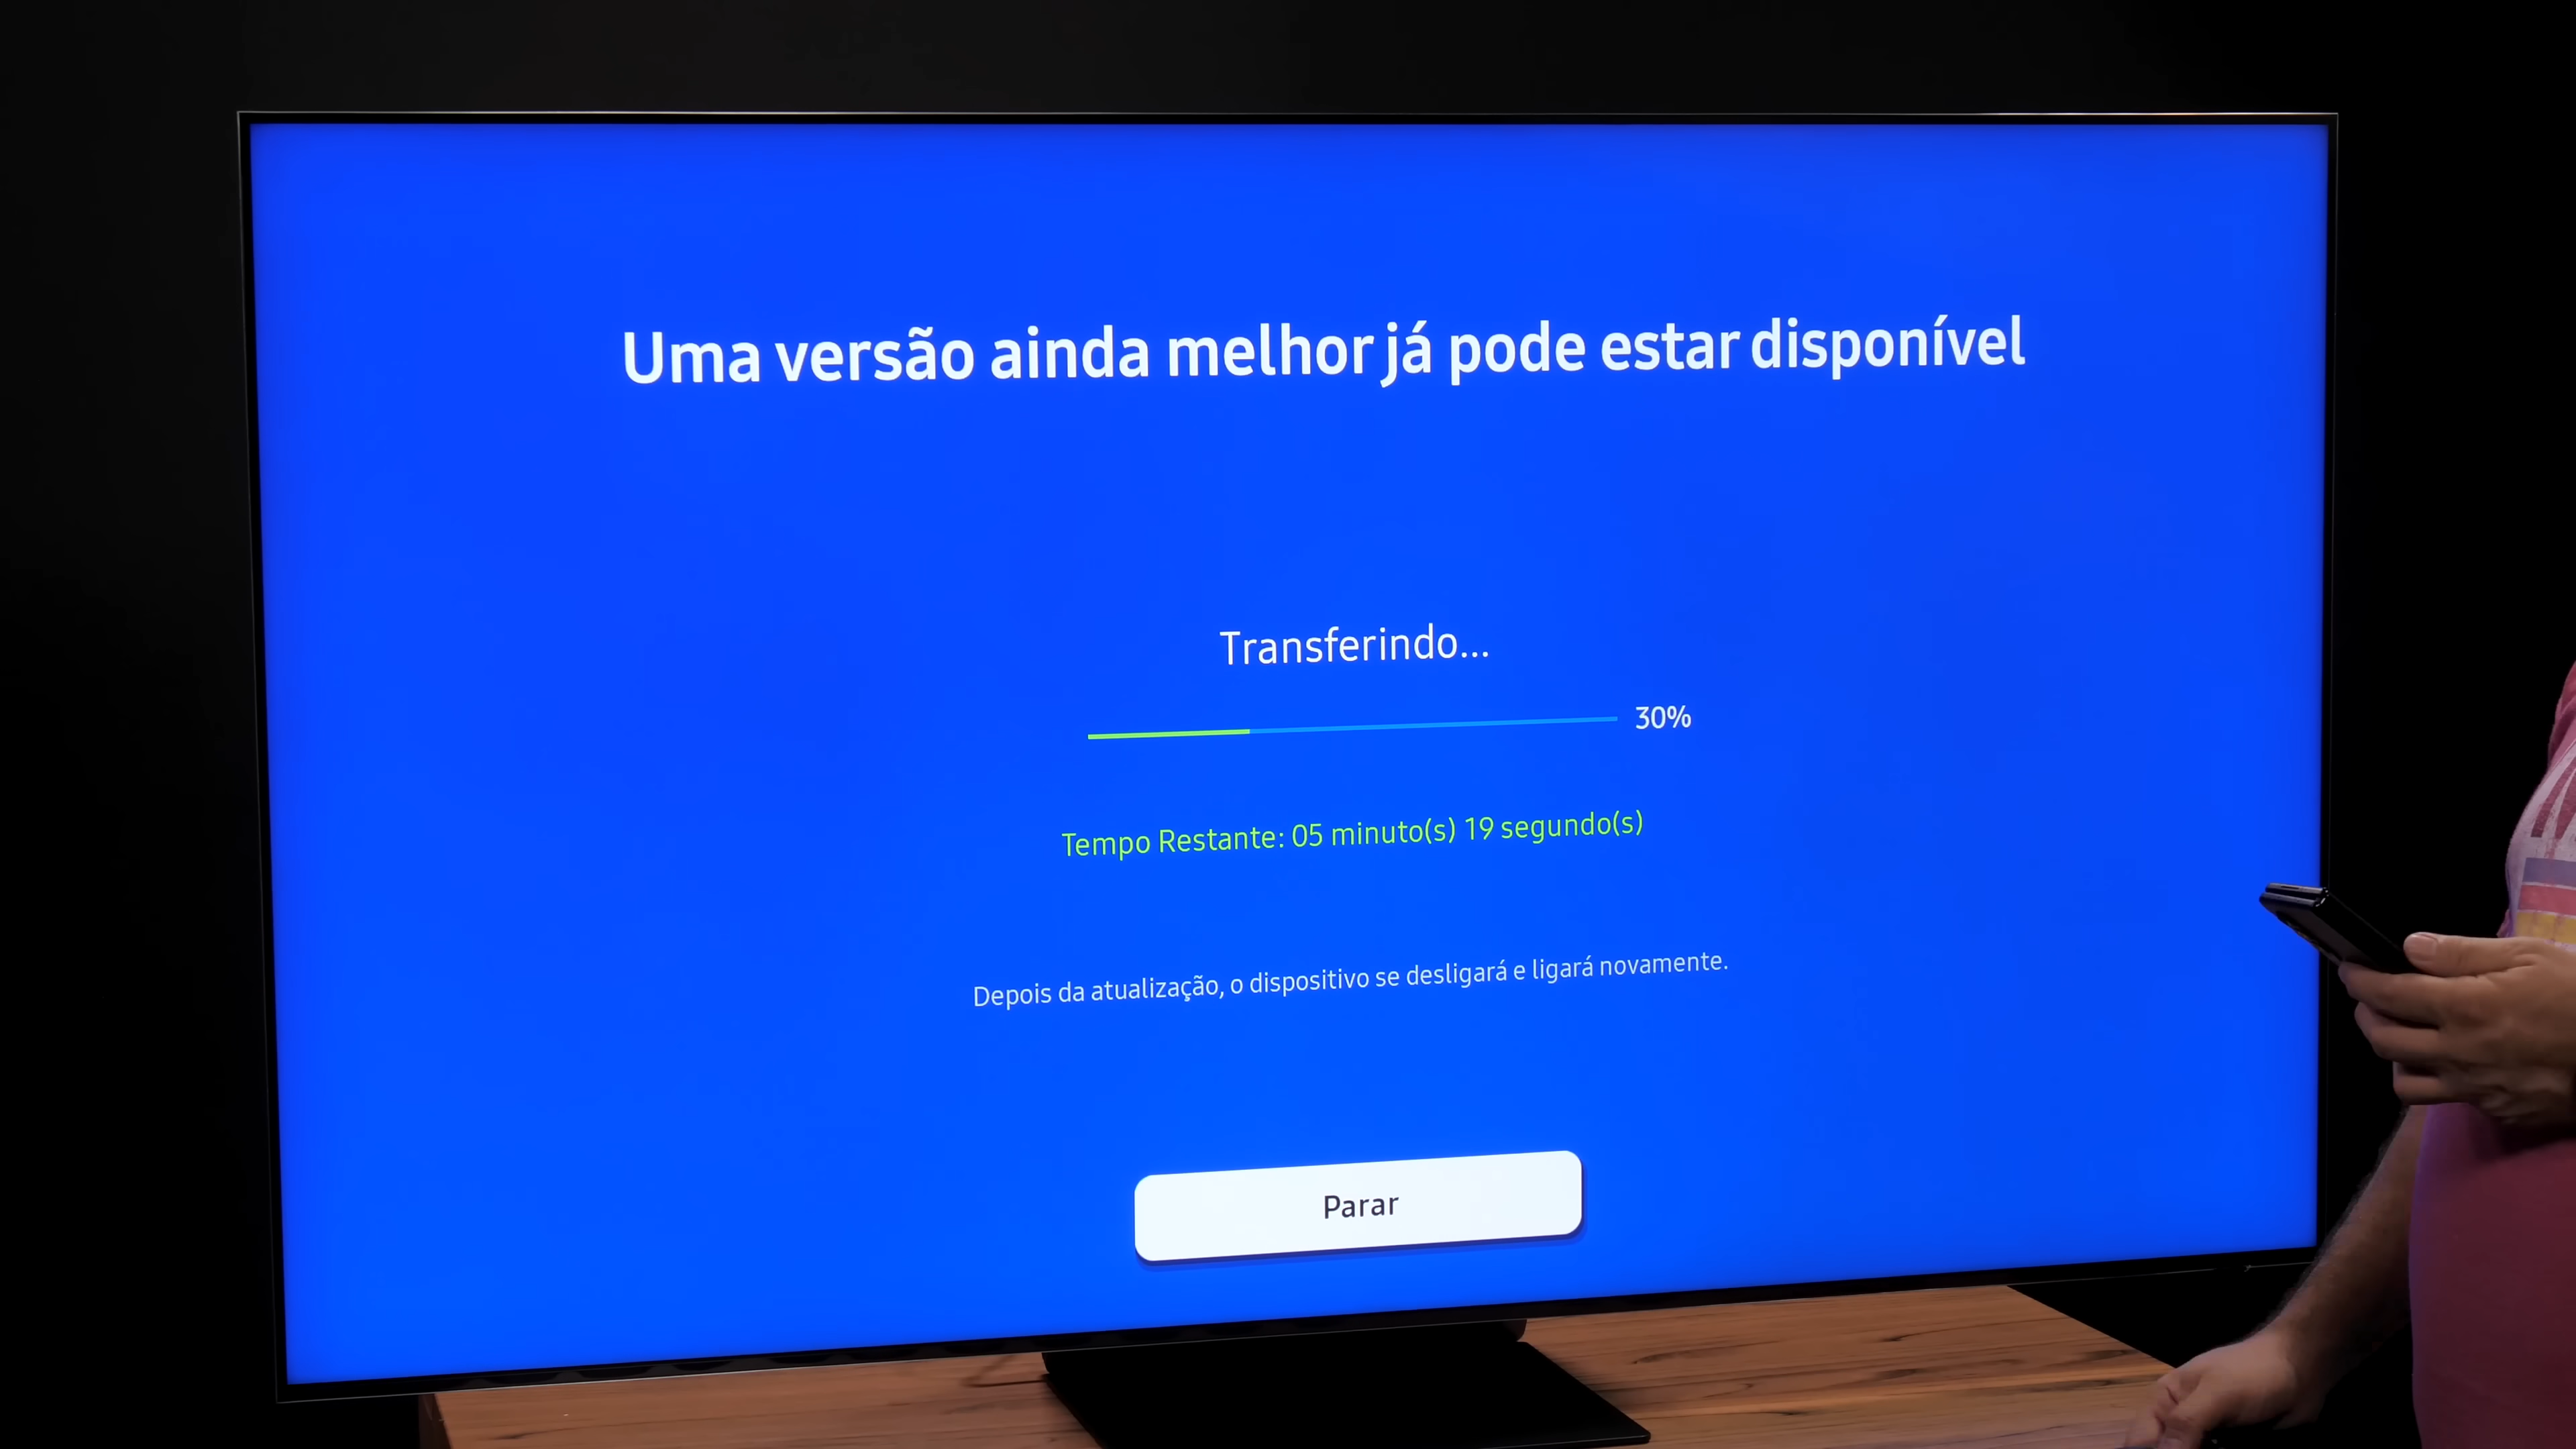 Uma versão ainda melhor já pode estar disponível
Transferindo...
30%
Tempo Restante: 05 minuto(s) 19 segundo(s)
Depois da atualização, o dispositivo se desligará e ligará novamente.
Parar